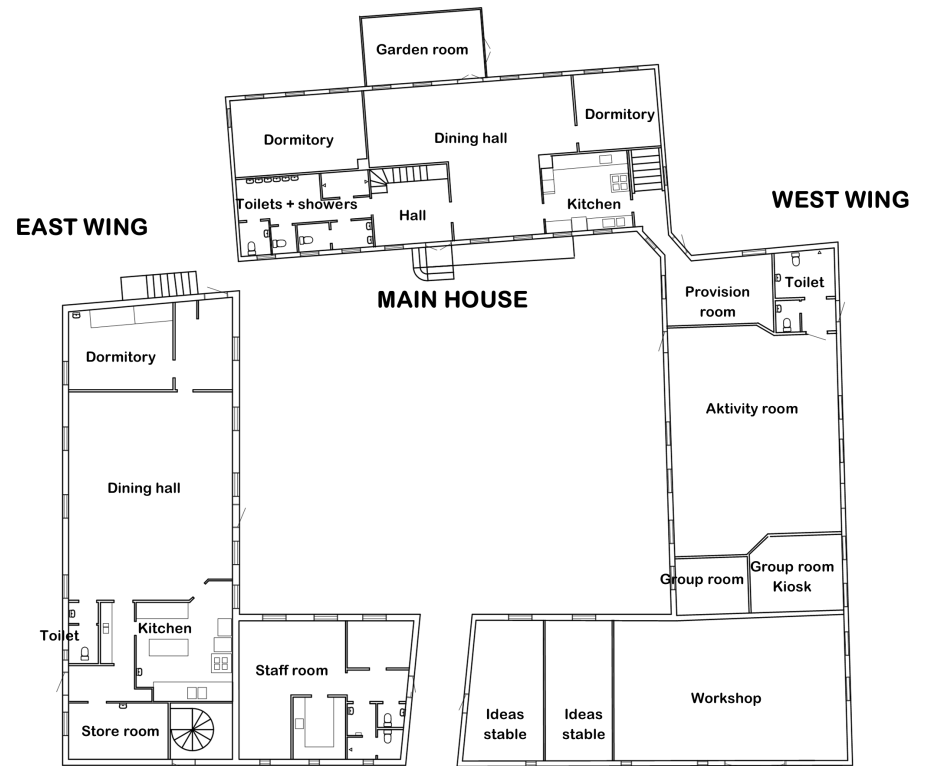 Garden room
Dormitory
Dining hall
Dormitory
Toilets + showers
Hall
Kitchen
WEST WING
EAST WING
MAIN HOUSE
Provision
room
Toilet
Dormitory
Aktivity room
Dining hall
Group room
Group room
Kiosk
Toilet
Kitchen
Staff room
Store room
Ideas
stable
Ideas
stable
Workshop